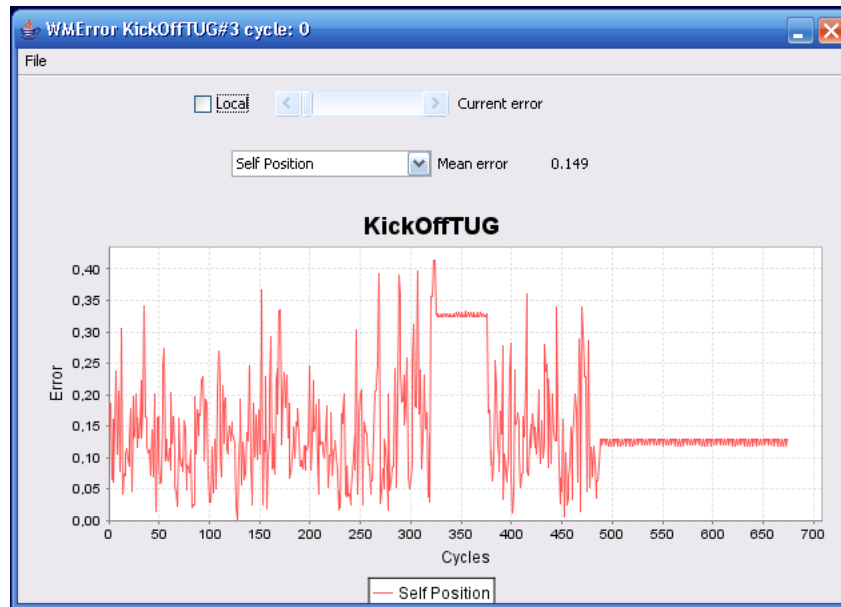 WMError KickOffTUG#3 cycle: 0
File
Local Current error
Self Position Mean error 0.149
KickOffTUG
0,40
0,35
0,30
0,25
0,20
0,15
0,10
0,05
0,00
Error
0 50 100 150 200 250 300 350 400 450 500 550 600 650 700
Cycles
Self Position